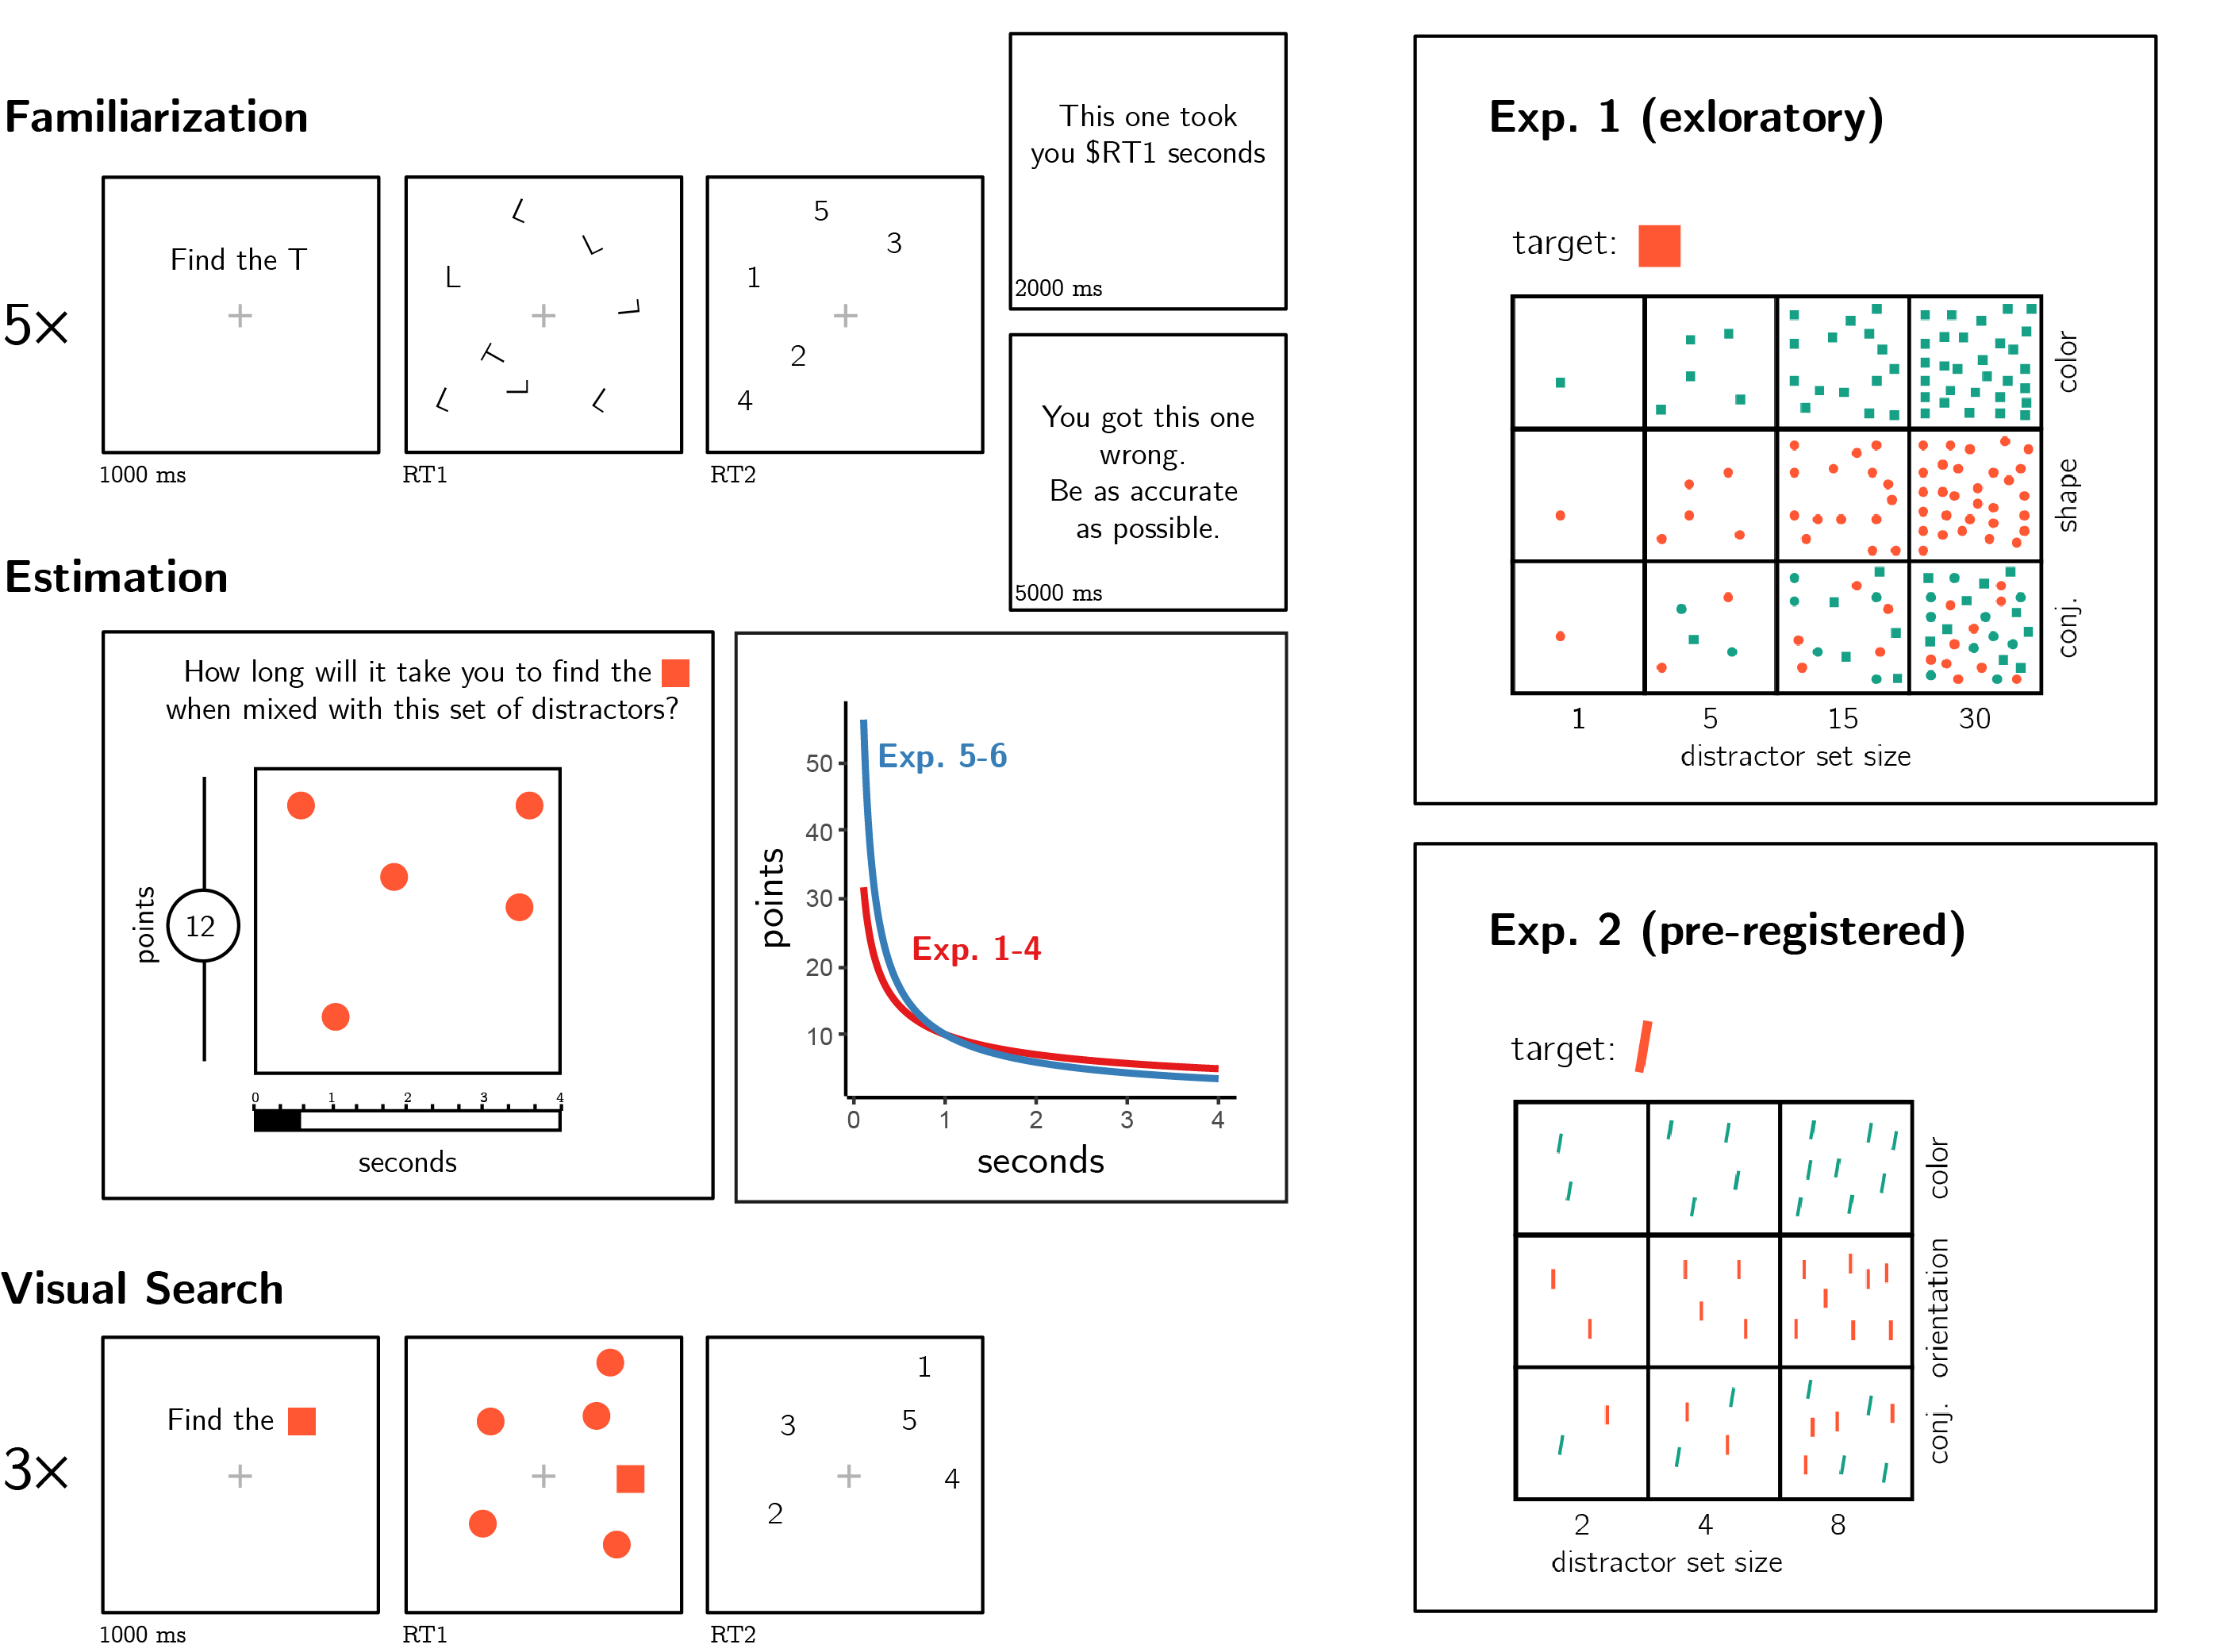 Familiarization
5×
Find the T
1000 ms
L
L
L
L
T
L
L
L
RT1
5
3
1
2
4
RT2
This one took
you $RT1 seconds
2000 ms
You got this one
wrong.
Be as accurate
as possible.
5000 ms
Estimation
How long will it take you to find the
when mixed with this set of distractors?
points
12
0 1 2 3 4
seconds
points
50
40
30
20
10
Exp. 5-6
Exp. 1-4
0 1 2 3 4
seconds
Visual Search
3×
Find the
1000 ms
RT1
1
3
5
4
2
RT2
Exp. 1 (exloratory)
target:
color
shape
conj.
1 5 15 30
distractor set size
Exp. 2 (pre-registered)
target:
color
orientation
conj.
2 4 8
distractor set size